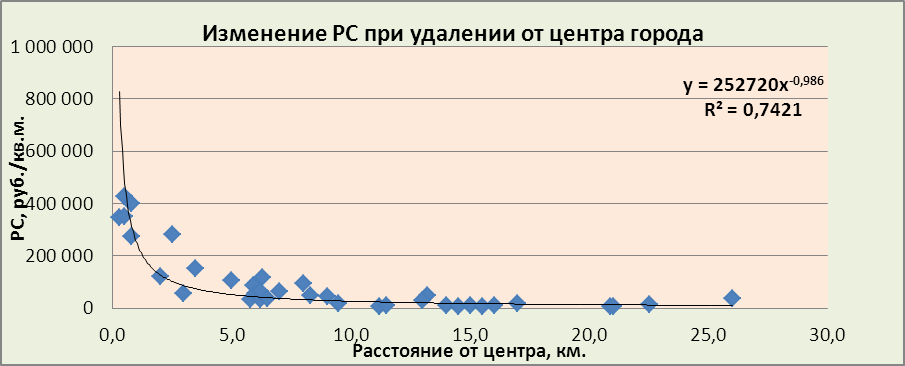 Изменение РС при удалении от центра города
1 000 000
800 000
600 000
400 000
200 000
0
РС, руб./кв.м.
y = 252720x^-0,986
R² = 0,7421
0,0 5,0 10,0 15,0 20,0 25,0 30,0
Расстояние от центра, км.